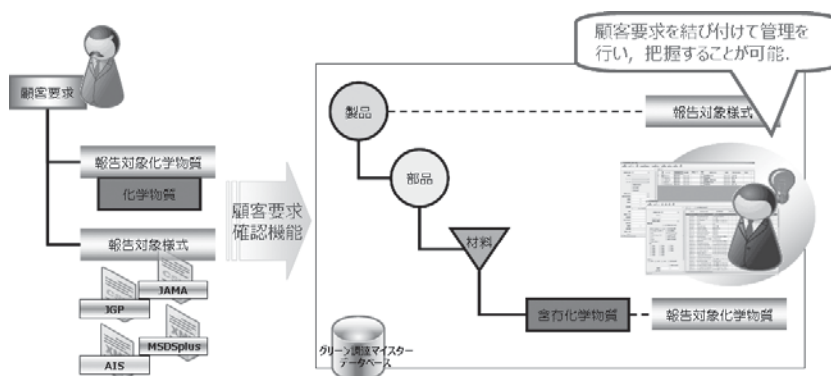 顧客要求を結び付けて管理を
行い，把握することが可能．
顧客要求
報告対象化学物質
化学物質
報告対象様式
JAMA
JGP
MSDSplus
AIS
顧客要求
確認機能
製品
報告対象様式
部品
材料
含有化学物質
報告対象化学物質
グリーン調達マイスター
データベース